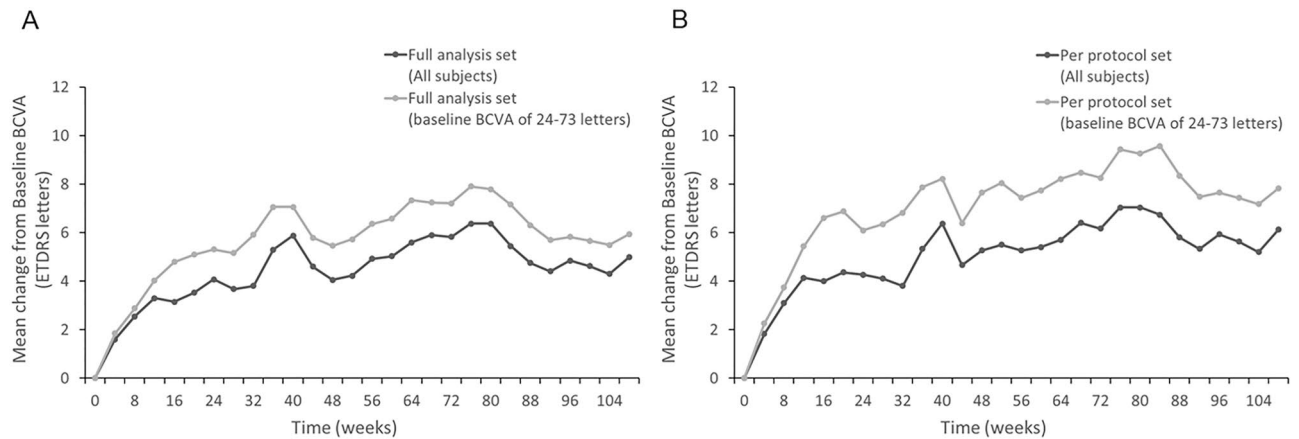 A
Full analysis set
(All subjects)
Full analysis set
(baseline BCVA of 24-73 letters)
Mean change from Baseline BCVA
(ETDRS letters)
12
10
8
6
4
2
0
0 8 16 24 32 40 48 56 64 72 80 88 96 104
Time (weeks)
B
Per protocol set
(All subjects)
Per protocol set
(baseline BCVA of 24-73 letters)
Mean change from Baseline BCVA
(ETDRS letters)
12
10
8
6
4
2
0
0 8 16 24 32 40 48 56 64 72 80 88 96 104
Time (weeks)